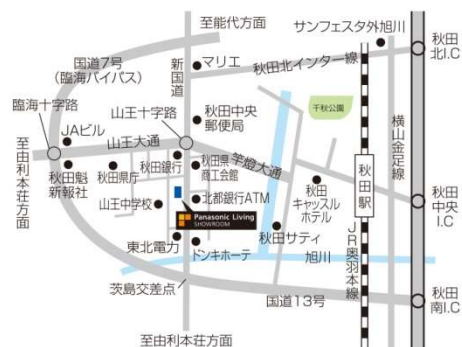 至能代方面
サンフェスタ外旭川
国道7号
(臨海バイパス)
新国道
マリエ
秋田北インター線
秋田
北I.C
臨海十字路
山王十字路
秋田中央
郵便局
千秋公園
横山金足線
JAビル
山王大通
竿燈大通
秋田銀行
秋田県
商工会館
至由利本荘方面
秋田魁
新報社
秋田県庁
北都銀行ATM
山王中学校
Panasonic Living
SHOWROOM
秋田
キャッスル
ホテル
秋田駅
秋田
中央
I.C
東北電力
ドンキホーテ
秋田サティ
旭川
JR奥羽本線
茨島交差点
国道13号
秋田
南I.C
至由利本荘方面